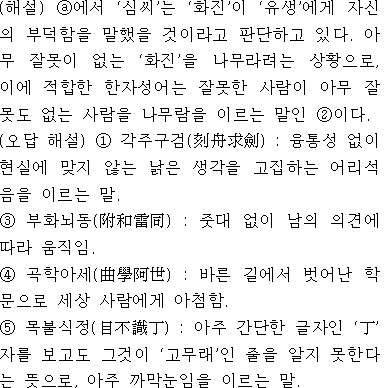 (해설) ⓐ에서 ‘심씨’는 ‘화진’이 ‘유생’에게 자신
의 부덕함을 말했을 것이라고 판단하고 있다. 아
무 잘못이 없는 ‘화진’을 나무라려는 상황으로,
이에 적합한 한자성어는 잘못한 사람이 아무 잘
못도 없는 사람을 나무람을 이르는 말인 ②이다.
(오답 해설) ① 각주구검(刻舟求劍) : 융통성 없이
현실에 맞지 않는 낡은 생각을 고집하는 어리석
음을 이르는 말.
③ 부화뇌동(附和雷同) : 줏대 없이 남의 의견에
따라 움직임.
④ 곡학아세(曲學阿世) : 바른 길에서 벗어난 학
문으로 세상 사람에게 아첨함.
⑤ 목불식정(目不識丁) : 아주 간단한 글자인 ‘丁’
자를 보고도 그것이 ‘고무래’인 줄을 알지 못한다
는 뜻으로, 아주 까막눈임을 이르는 말.